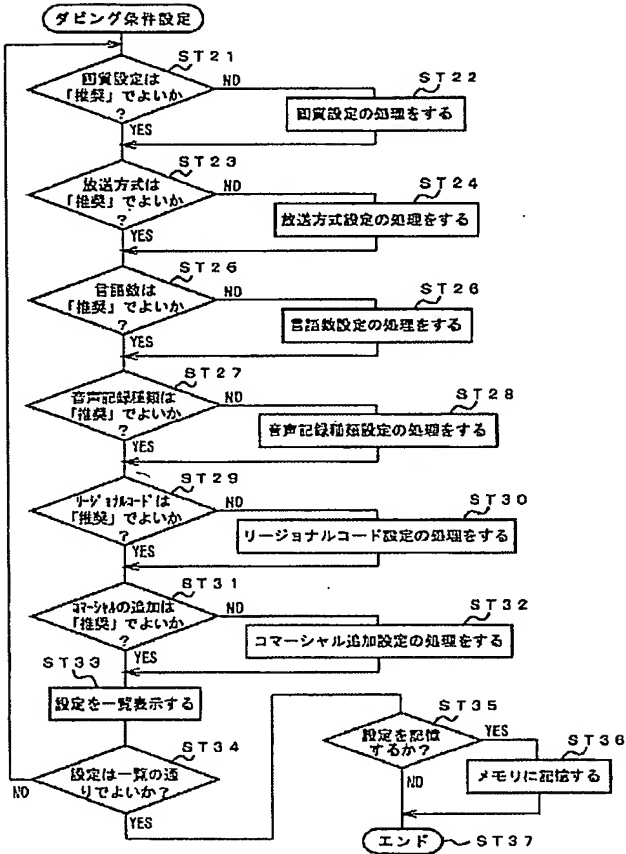 ダビング条件設定
ST21
画質設定は
「推奨」でよいか
?
NO
YES
ST22
画質設定の処理をする
ST23
放送方式は
「推奨」でよいか
?
NO
YES
ST24
放送方式設定の処理をする
ST25
言語数は
「推奨」でよいか
?
NO
YES
ST26
言語数設定の処理をする
ST27
音声記録種類は
「推奨」でよいか
?
NO
YES
ST28
音声記録種類設定の処理をする
ST29
リージョナルコードは
「推奨」でよいか
?
NO
YES
ST30
リージョナルコード設定の処理をする
ST31
コマーシャルの追加は
「推奨」でよいか
?
NO
YES
ST32
コマーシャル追加設定の処理をする
ST33
設定を一覧表示する
ST34
設定は一覧の通
りでよいか?
NO
YES
ST35
設定を記憶
するか?
YES
NO
ST36
メモリに記憶する
エンド
ST37